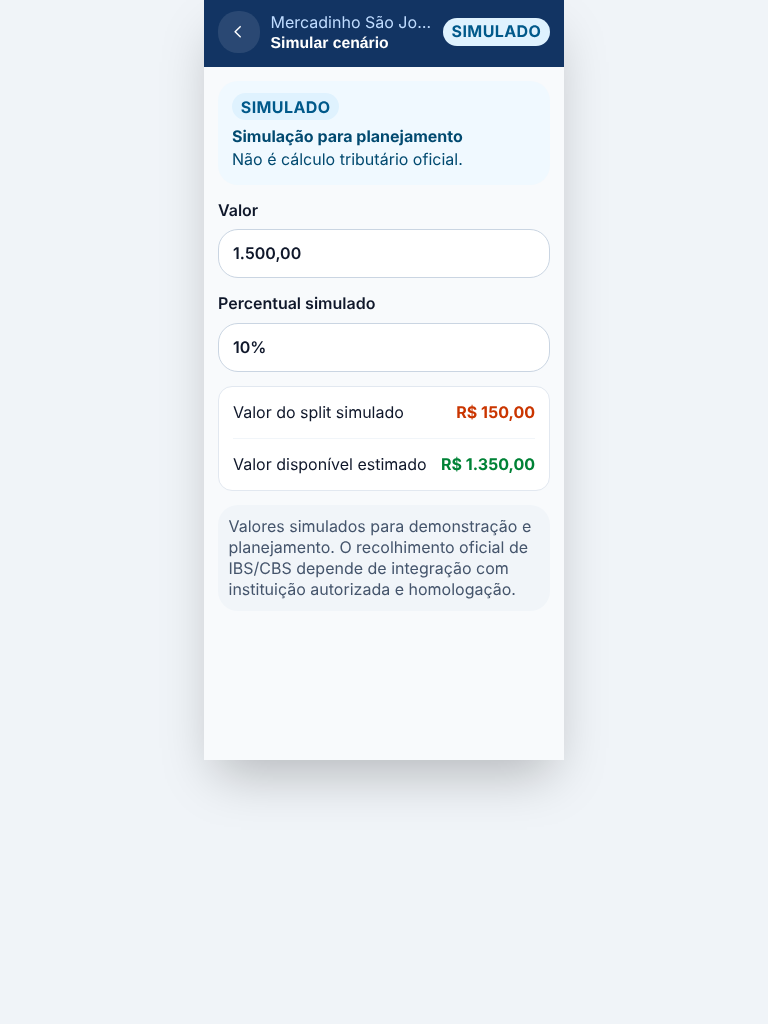 Mercadinho São Jo...
Simular cenário
SIMULADO
SIMULADO
Simulação para planejamento
Não é cálculo tributário oficial.
Valor
1.500,00
Percentual simulado
10%
Valor do split simulado R$ 150,00
Valor disponível estimado R$ 1.350,00
Valores simulados para demonstração e
planejamento. O recolhimento oficial de
IBS/CBS depende de integração com
instituição autorizada e homologação.